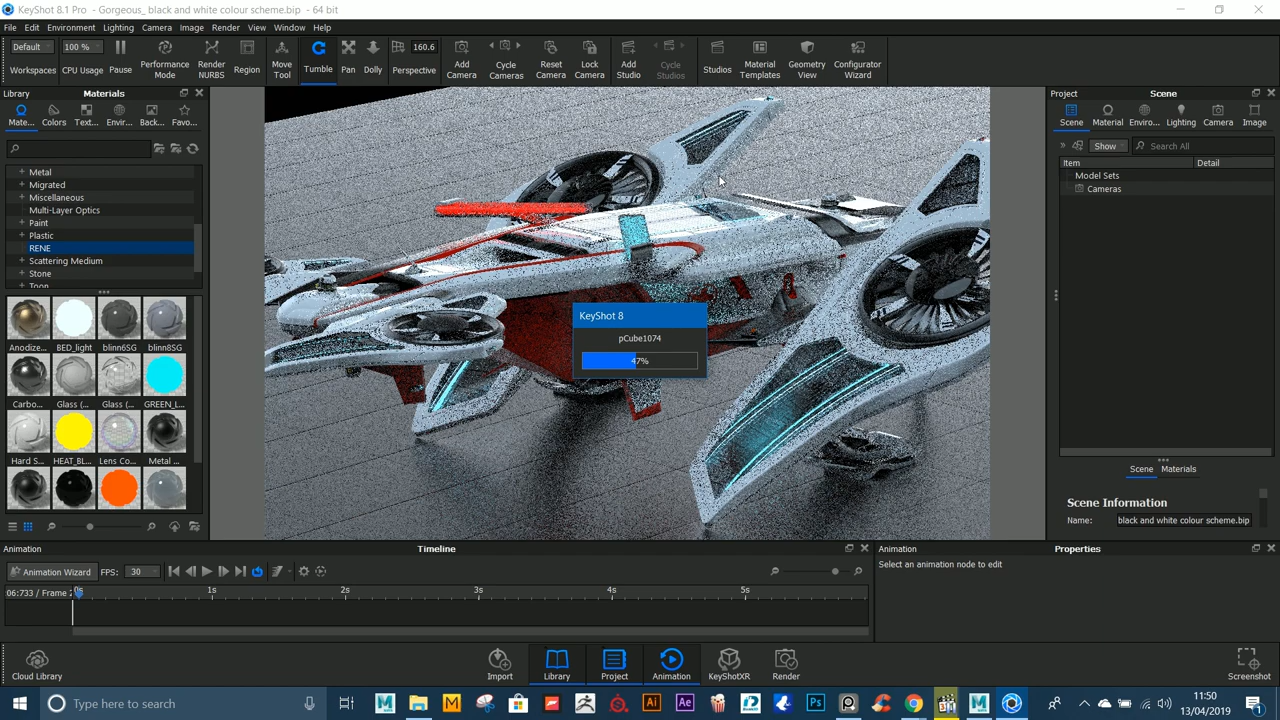 KeyShot 8.1 Pro - Gorgeous_ black and white colour scheme.bip - 64 bit
File Edit Environment Lighting Camera Image Render View Window Help
Default 100 % 160.6
Workspaces CPU Usage Pause Performance Mode Render NURBS Region Move Tool Tumble Pan Dolly Perspective Add Camera Cycle Cameras Reset Camera Lock Camera Add Studio Cycle Studios Studios Material Templates Geometry View Configurator Wizard
Library Materials
Mate... Colors Text... Envir... Back... Favo...
Metal
Migrated
Miscellaneous
Multi-Layer Optics
Paint
Plastic
RENE
Scattering Medium
Stone
Toon
Anodize... BED_light blinn6SG blinn8SG
Carbo... Glass (... Glass (... GREEN_L...
Hard S... HEAT_BL... Lens Co... Metal ...
KeyShot 8
pCube1074
47%
Project Scene
Scene Material Enviro... Lighting Camera Image
Show Search All
Item Detail
Model Sets
Cameras
Scene Materials
Scene Information
Name: black and white colour scheme.bip
Animation Timeline
Animation Wizard FPS: 30
06:733 / Frame 0s 1s 2s 3s 4s 5s
Animation Properties
Select an animation node to edit
Cloud Library Import Library Project Animation KeyShotXR Render Screenshot
Type here to search
11:50
13/04/2019